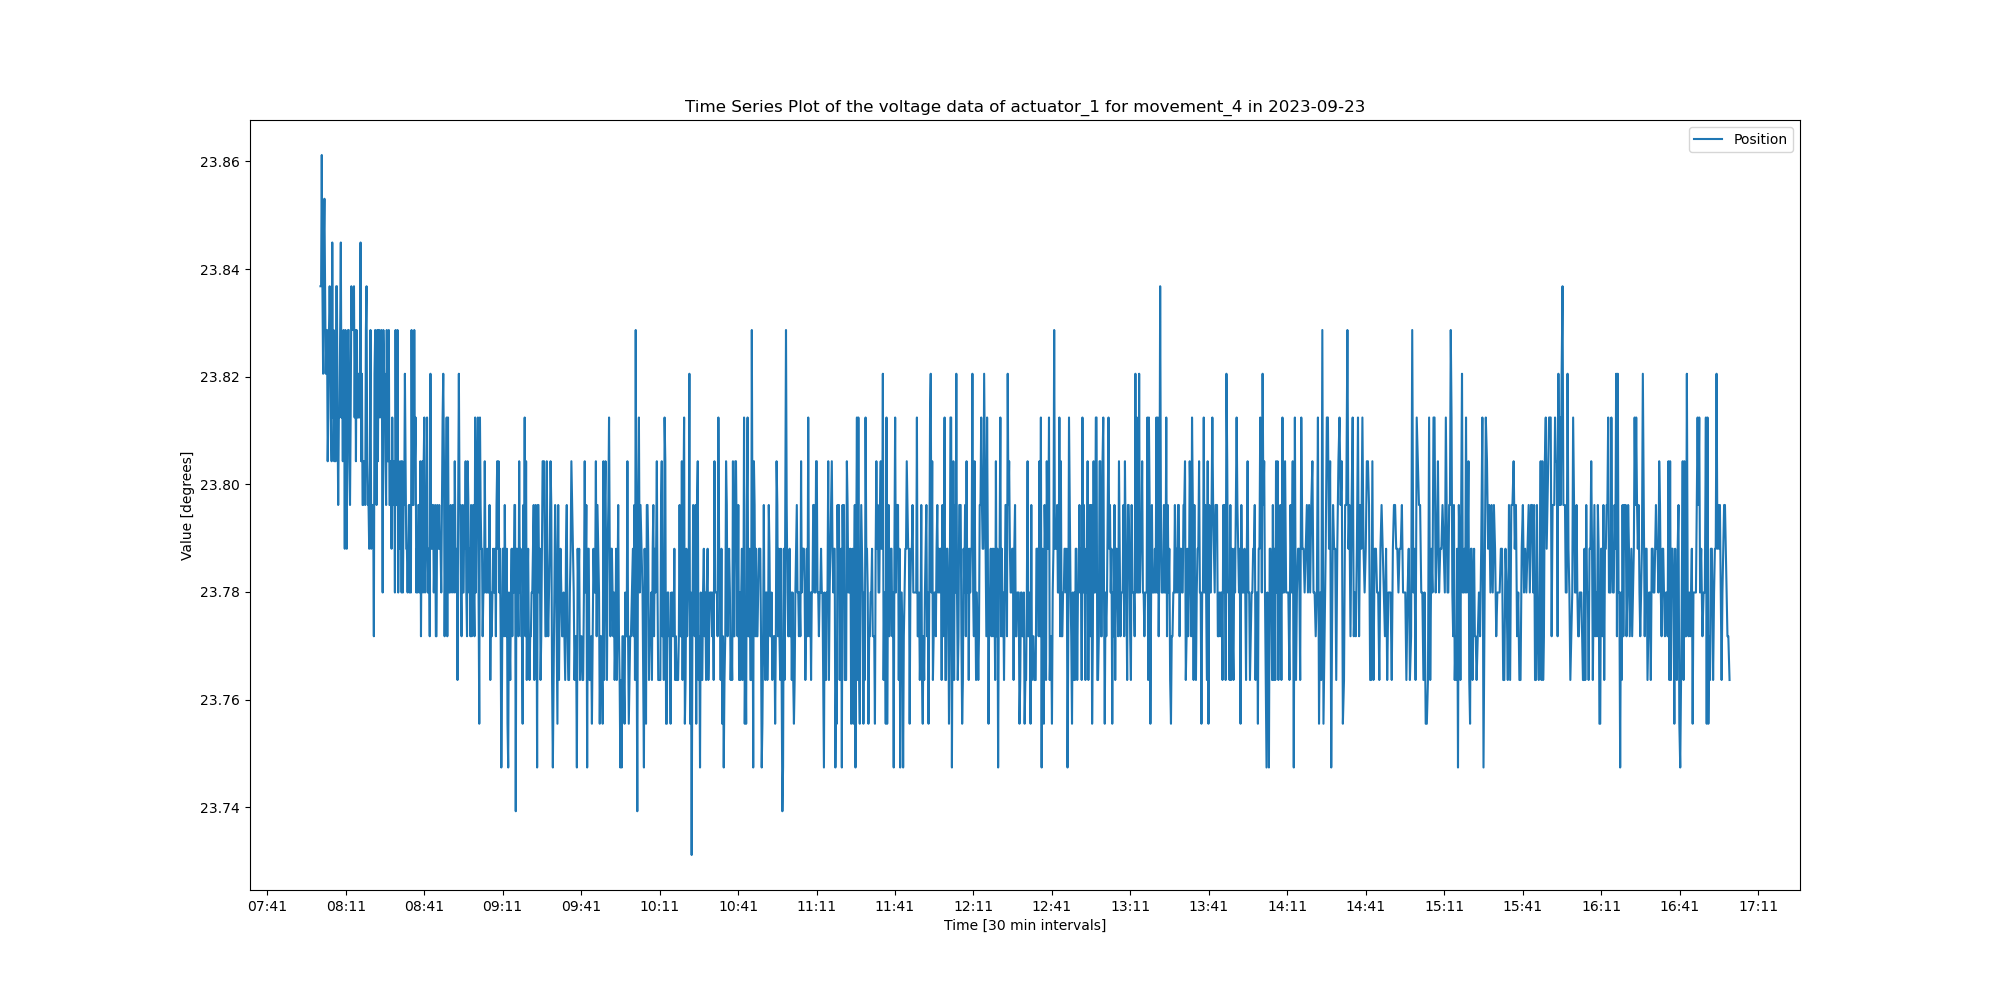 Time Series Plot of the voltage data of actuator_1 for movement_4 in 2023-09-23
Position
23.86
23.84
23.82
23.80
23.78
23.76
23.74
Value [degrees]
07:41 08:11 08:41 09:11 09:41 10:11 10:41 11:11 11:41 12:11 12:41 13:11 13:41 14:11 14:41 15:11 15:41 16:11 16:41 17:11
Time [30 min intervals]